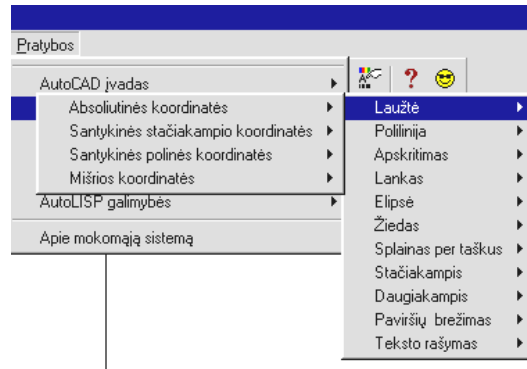 Pratybos
AutoCAD įvadas
Absoliutinės koordinatės
Santykinės stačiakampio koordinatės
Santykinės polinės koordinatės
Mišrios koordinatės
AutoLISP galimybės
Apie mokomąją sistemą
Laužtė
Polilinija
Apskritimas
Lankas
Elipsė
Žiedas
Splainas per taškus
Stačiakampis
Daugiakampis
Paviršių brežimas
Teksto rašymas